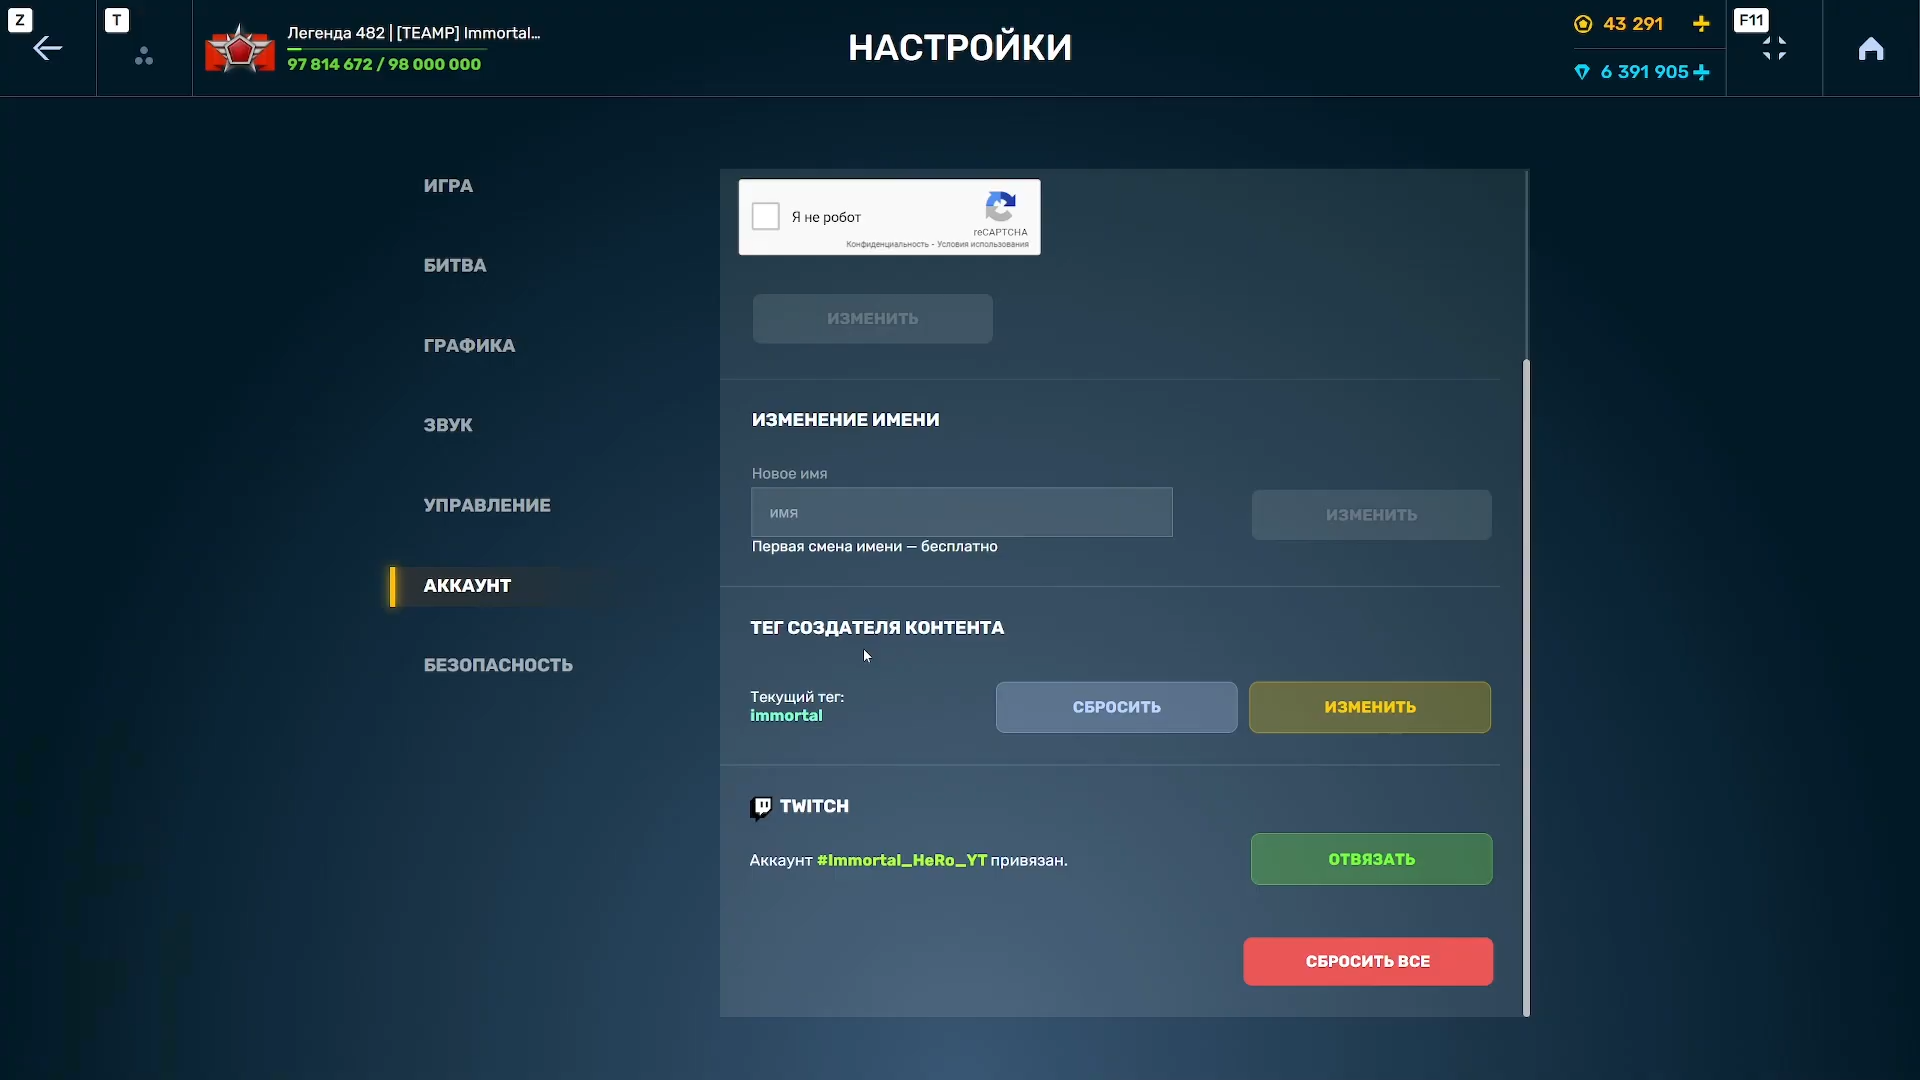 Z
T
Легенда 482 | [TEAMP] Immortal...
97 814 672 / 98 000 000
НАСТРОЙКИ
43 291
6 391 905
F11
ИГРА
БИТВА
ГРАФИКА
ЗВУК
УПРАВЛЕНИЕ
АККАУНТ
БЕЗОПАСНОСТЬ
Я не робот
reCAPTCHA
Конфиденциальность - Условия использования
ИЗМЕНИТЬ
ИЗМЕНЕНИЕ ИМЕНИ
Новое имя
имя
ИЗМЕНИТЬ
Первая смена имени — бесплатно
ТЕГ СОЗДАТЕЛЯ КОНТЕНТА
Текущий тег:
immortal
СБРОСИТЬ
ИЗМЕНИТЬ
TWITCH
Аккаунт #Immortal_HeRo_YT привязан.
ОТВЯЗАТЬ
СБРОСИТЬ ВСЕ